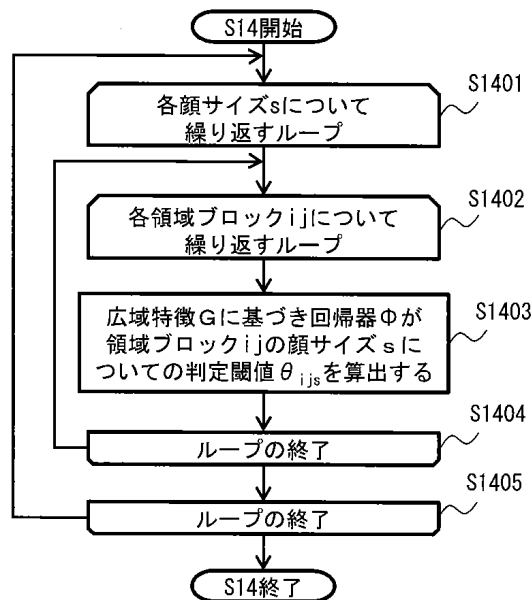 S14開始
S1401
各顔サイズsについて
繰り返すループ
S1402
各領域ブロックijについて
繰り返すループ
S1403
広域特徴Gに基づき回帰器Φが
領域ブロックijの顔サイズsに
ついての判定閾値θijsを算出する
S1404
ループの終了
S1405
ループの終了
S14終了